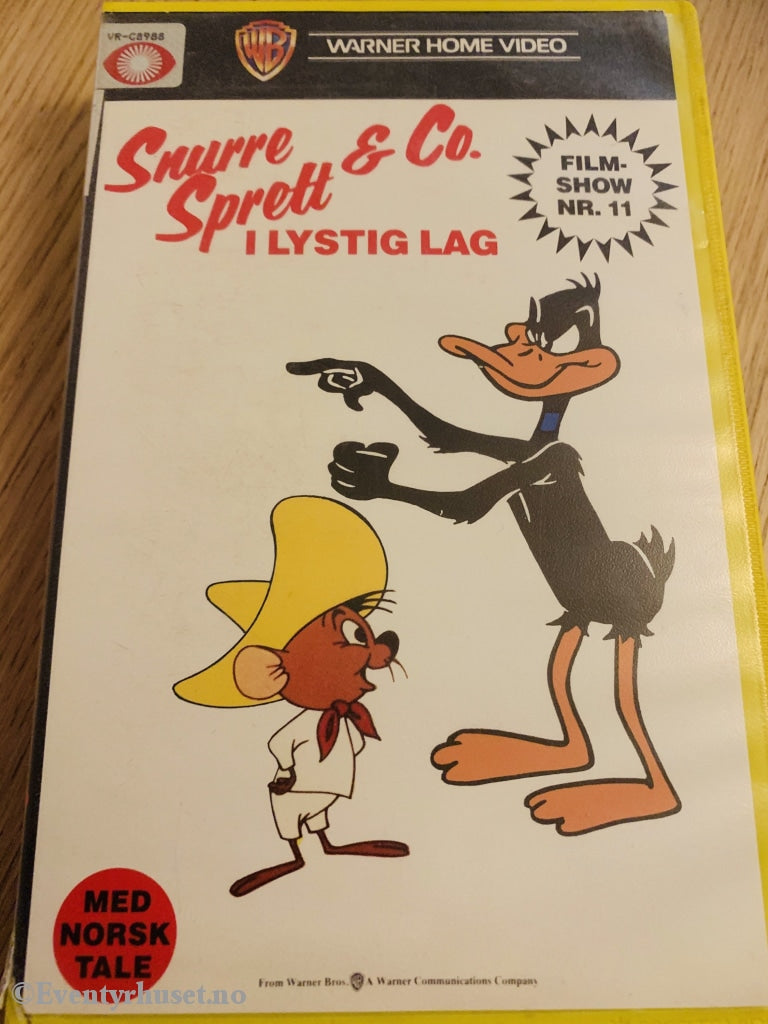 VR-C8988
WB
WARNER HOME VIDEO
Snurre
Sprett
& Co.
I LYSTIG LAG
FILM-
SHOW
NR. 11
MED
NORSK
TALE
From Warner Bros. A Warner Communications Company
©Eventyrhuset.no